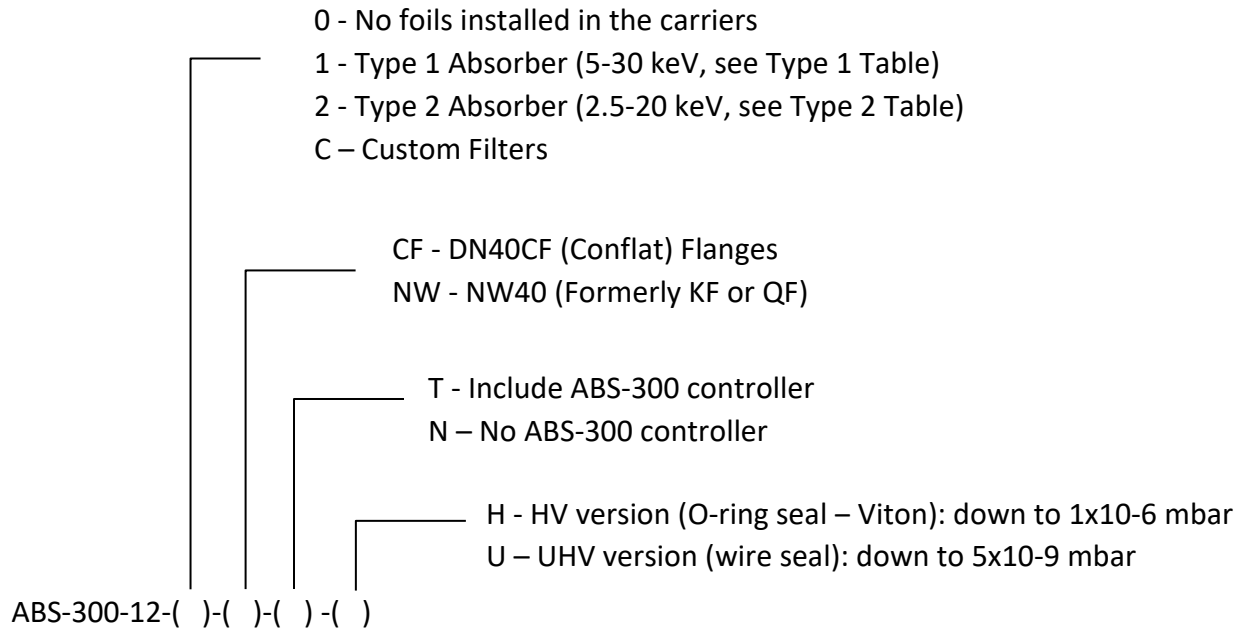 0 - No foils installed in the carriers
1 - Type 1 Absorber (5-30 keV, see Type 1 Table)
2 - Type 2 Absorber (2.5-20 keV, see Type 2 Table)
C – Custom Filters
CF - DN40CF (Conflat) Flanges
NW - NW40 (Formerly KF or QF)
T - Include ABS-300 controller
N – No ABS-300 controller
H - HV version (O-ring seal – Viton): down to 1x10-6 mbar
U – UHV version (wire seal): down to 5x10-9 mbar
ABS-300-12-( )-( )-( ) -( )